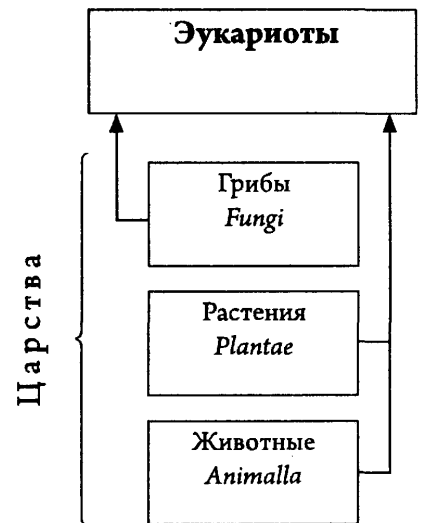 Эукариоты
Царства
Грибы
Fungi
Растения
Plantae
Животные
Animalla